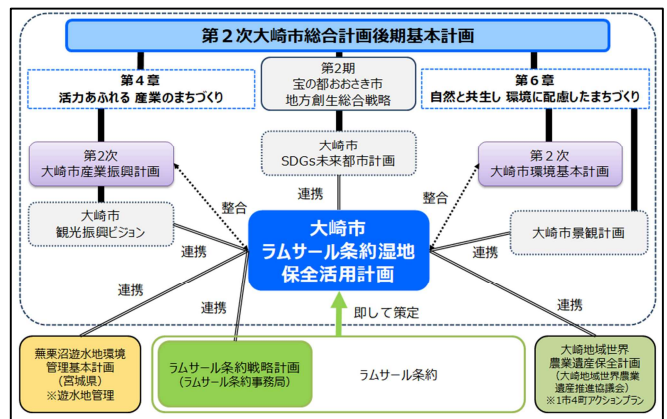 第２次大崎市総合計画後期基本計画
第４章
活力あふれる 産業のまちづくり
第2期
宝の都おおさき市
地方創生総合戦略
第６章
自然と共生し 環境に配慮したまちづくり
第2次
大崎市産業振興計画
大崎市
SDGs未来都市計画
第２次
大崎市環境基本計画
大崎市
観光振興ビジョン
整合
連携
整合
大崎市
ラムサール条約湿地
保全活用計画
大崎市景観計画
連携
連携
連携
連携
連携
即して策定
蕪栗沼遊水地環境
管理基本計画
（宮城県）
※遊水地管理
ラムサール条約戦略計画
（ラムサール条約事務局）
ラムサール条約
大崎地域世界
農業遺産保全計画
（大崎地域世界農業
遺産推進協議会）
※1市4町アクションプラン